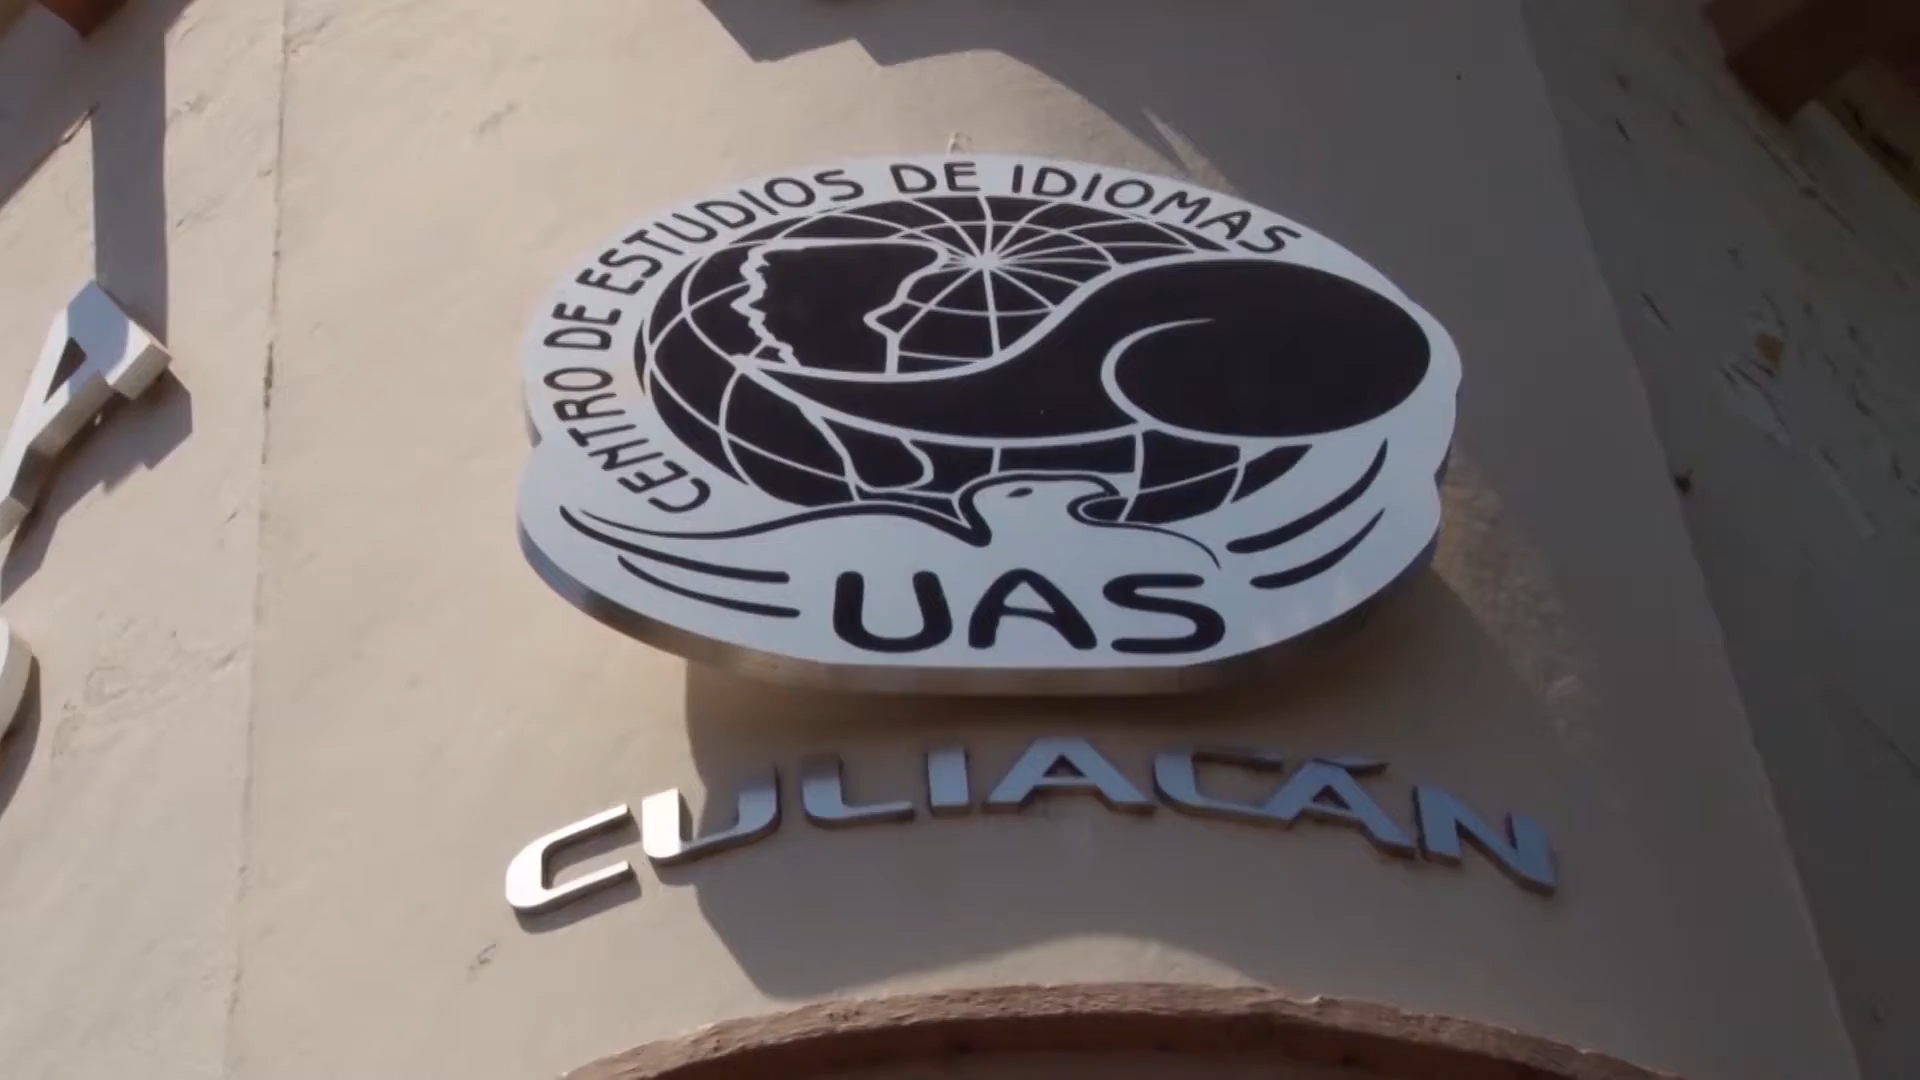 CENTRO DE ESTUDIOS DE IDIOMAS
UAS
CULIACÁN